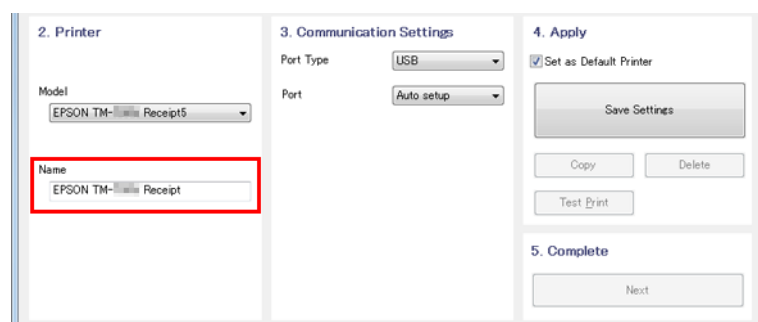 2. Printer
Model
EPSON TM- Receipt5
Name
EPSON TM- Receipt
3. Communication Settings
Port Type
USB
Port
Auto setup
4. Apply
Set as Default Printer
Save Settings
Copy
Delete
Test Print
5. Complete
Next